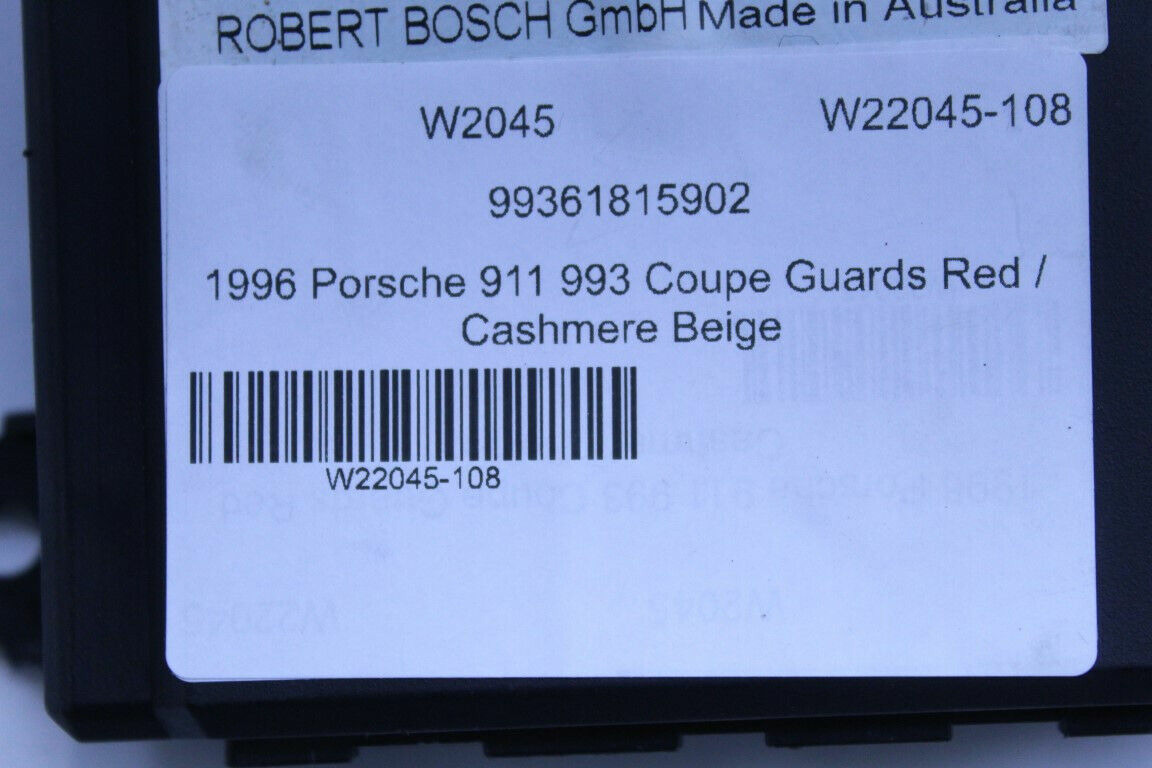 ROBERT BOSCH GmbH Made in Australia
W2045 W22045-108
99361815902
1996 Porsche 911 993 Coupe Guards Red /
Cashmere Beige
W22045-108